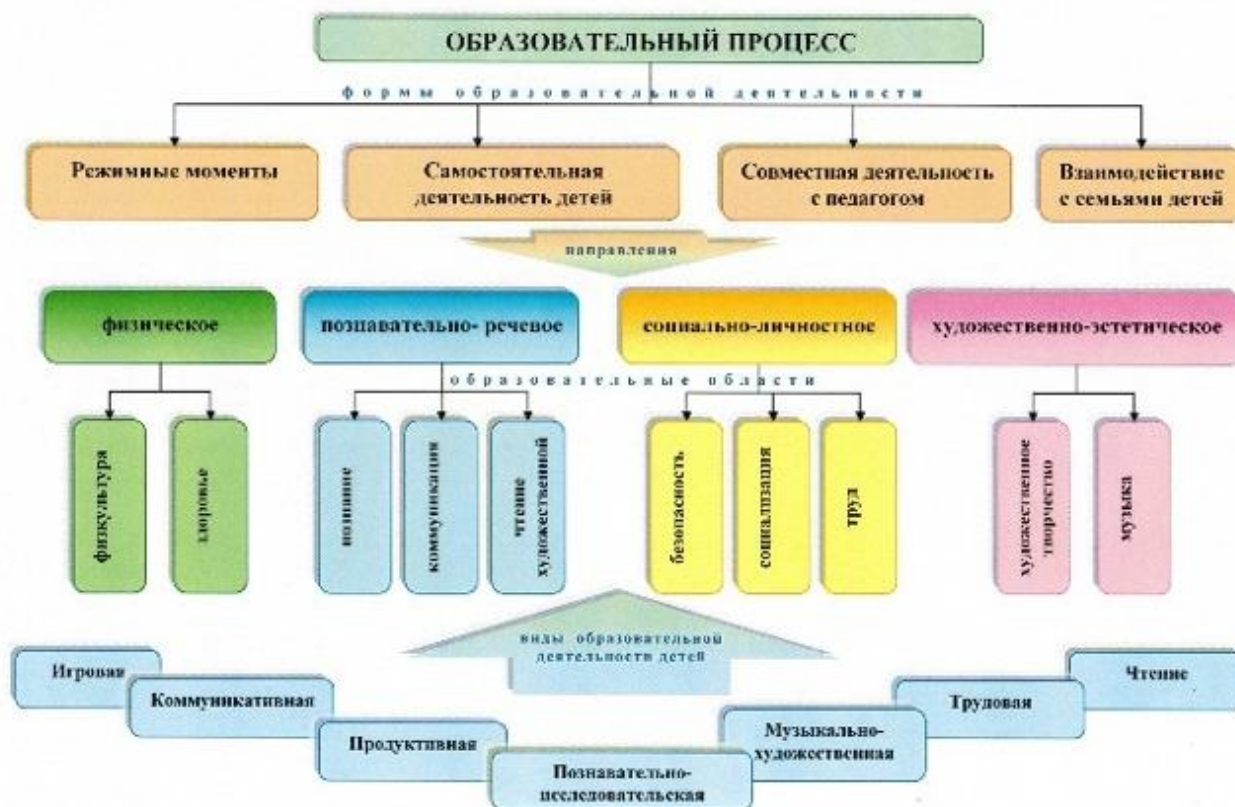 ОБРАЗОВАТЕЛЬНЫЙ ПРОЦЕСС
формы образовательной деятельности
Режимные моменты
Самостоятельная
деятельность детей
Совместная деятельность
с педагогом
Взаимодействие
с семьями детей
направления
физическое
познавательно- речевое
социально-личностное
художественно-эстетическое
образовательные области
физкультура
здоровье
познание
коммуникация
чтение
художественной
безопасность
социализация
труд
художественное
творчество
музыка
виды образовательной
деятельности детей
Игровая
Коммуникативная
Продуктивная
Познавательно-
исследовательская
Музыкально-
художественная
Трудовая
Чтение